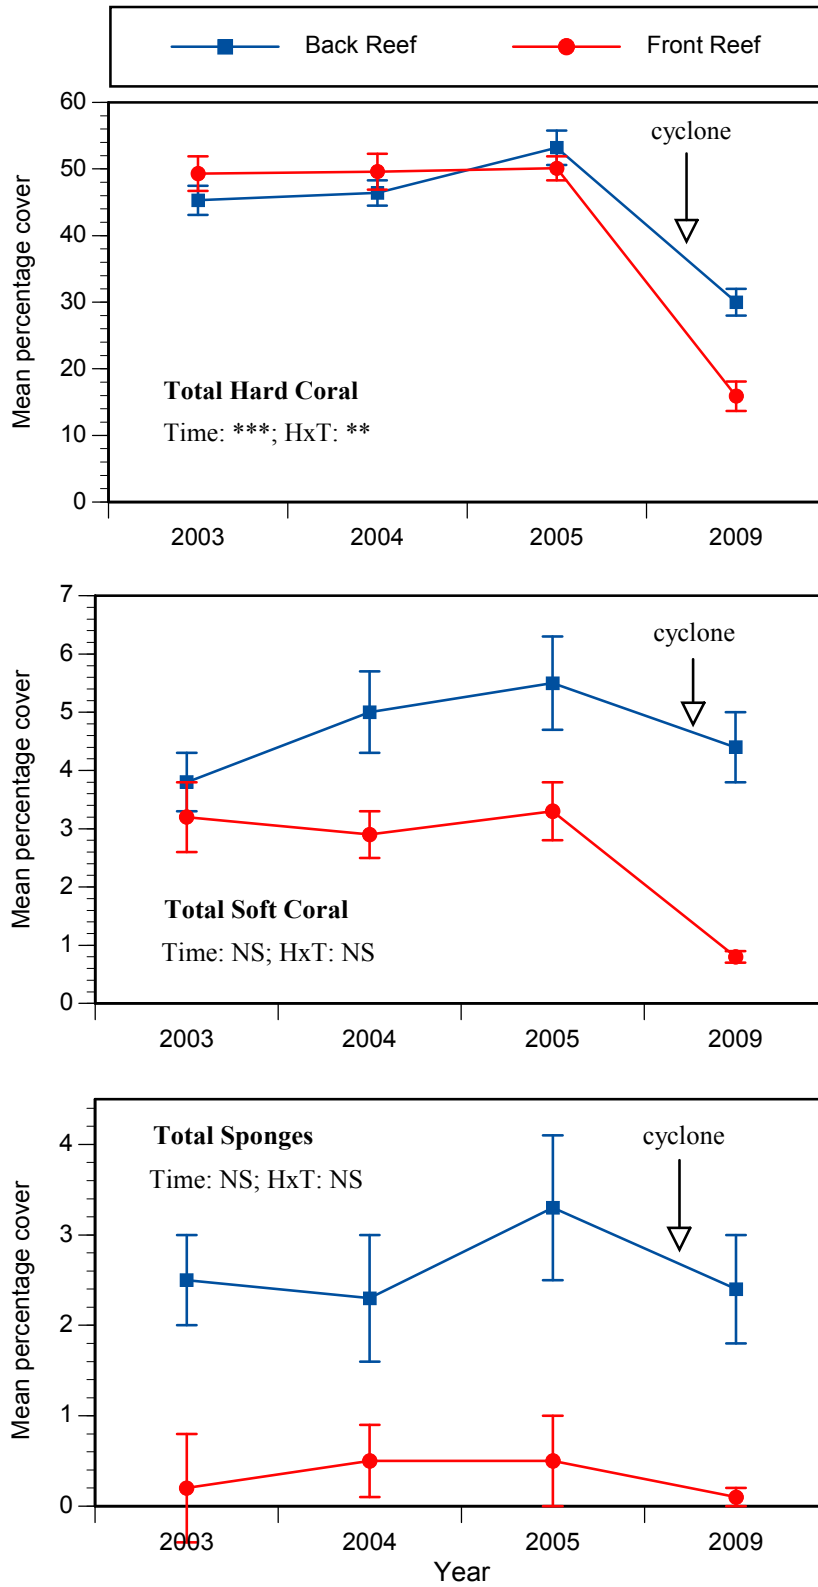 Back Reef Front Reef
60
50
40
30
20
10
0
Mean percentage cover
cyclone
Total Hard Coral
Time: ***; HxT: **
2003 2004 2005 2009
7
6
5
4
3
2
1
0
Mean percentage cover
cyclone
Total Soft Coral
Time: NS; HxT: NS
2003 2004 2005 2009
4
3
2
1
0
Mean percentage cover
Total Sponges
Time: NS; HxT: NS
cyclone
2003 2004 2005 2009
Year